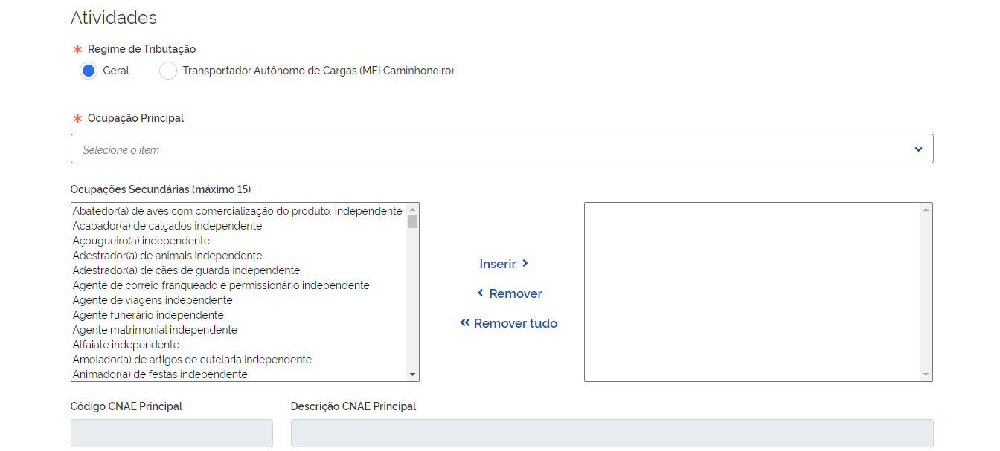 Atividades
* Regime de Tributação
Geral Transportador Autônomo de Cargas (MEI Caminhoneiro)
* Ocupação Principal
Selecione o item
Ocupações Secundárias (máximo 15)
Abatedor(a) de aves com comercialização do produto, independente
Acabador(a) de calçados independente
Açougueiro(a) independente
Adestrador(a) de animais independente
Adestrador(a) de cães de guarda independente
Agente de correio franqueado e permissionário independente
Agente de viagens independente
Agente funerário independente
Agente matrimonial independente
Alfaiate independente
Amolador(a) de artigos de cutelaria independente
Animador(a) de festas independente
Inserir
Remover
Remover tudo
Código CNAE Principal
Descrição CNAE Principal